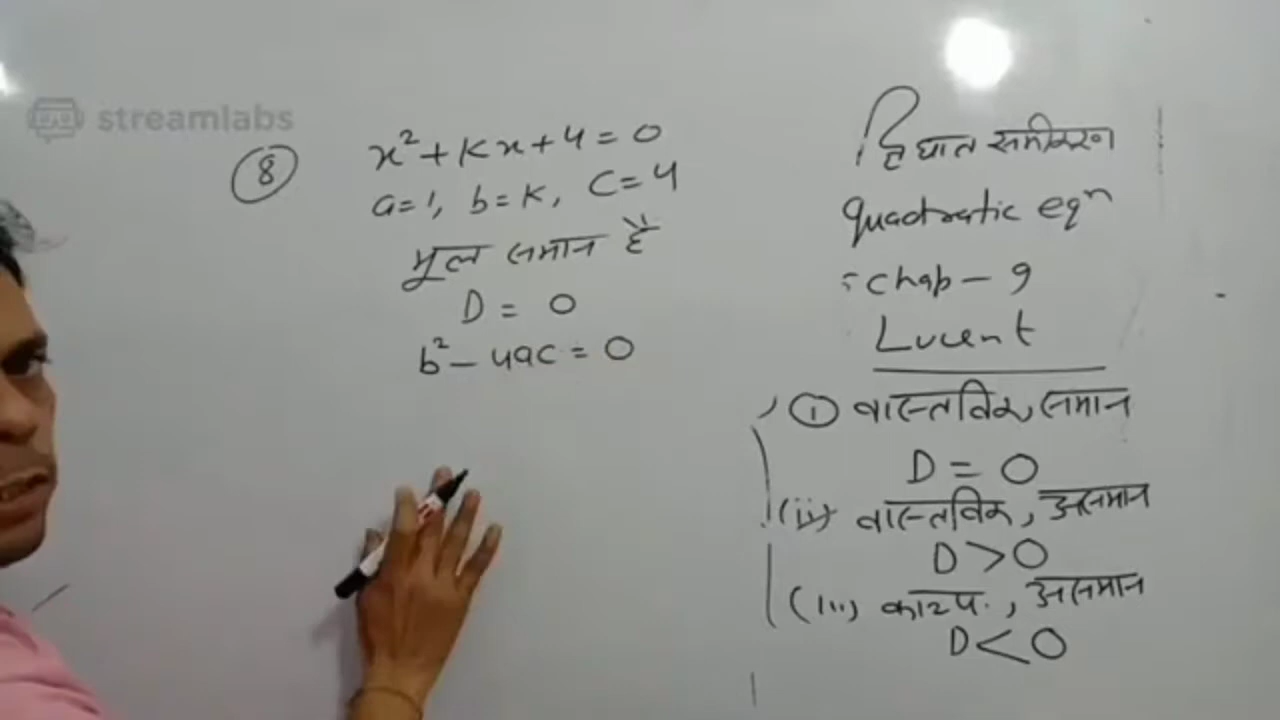 streamlabs
8
x² + Kx + 4 = 0
a=1, b=K, C=4
मूल समान हैं
D = 0
b² - 4ac = 0
द्विघात समीकरण
quadratic eqⁿ
chap - 9
Lucent
(i) वास्तविक, समान
D = 0
(ii) वास्तविक, असमान
D > 0
(iii) काल्प., असमान
D < 0